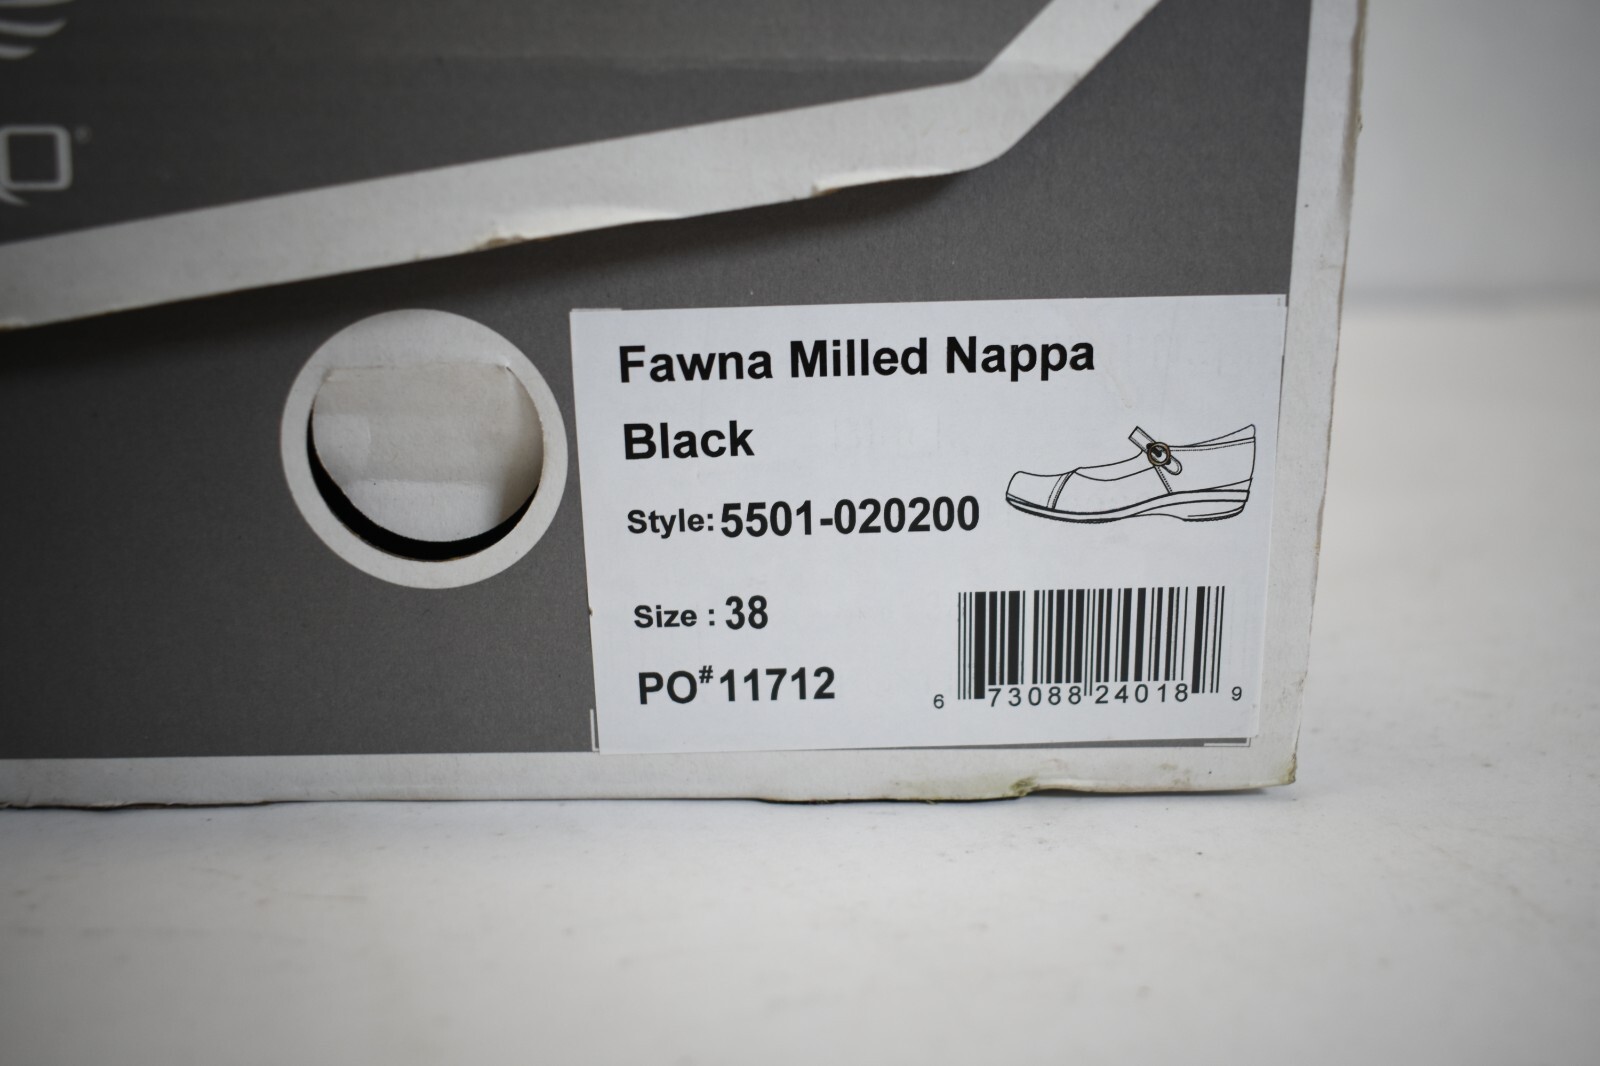 Fawna Milled Nappa
Black
Style: 5501-020200
Size : 38
PO#11712
6 73088 24018 9